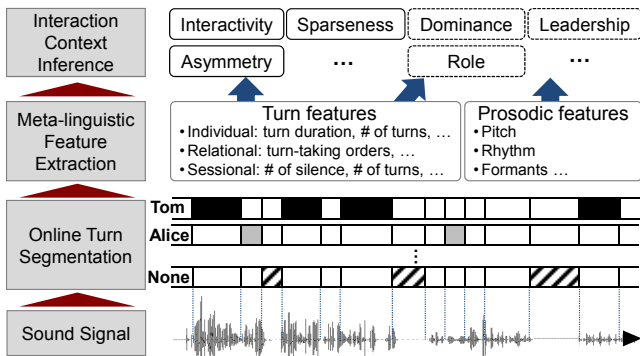 Interaction
Context
Inference
Interactivity
Sparseness
Dominance
Leadership
Asymmetry
...
Role
...
Meta-linguistic
Feature
Extraction
Turn features
•Individual: turn duration, # of turns, ...
•Relational: turn-taking orders, ...
•Sessional: # of silence, # of turns, ...
Prosodic features
•Pitch
•Rhythm
•Formants ...
Online Turn
Segmentation
Tom
Alice
⋮
None
Sound Signal